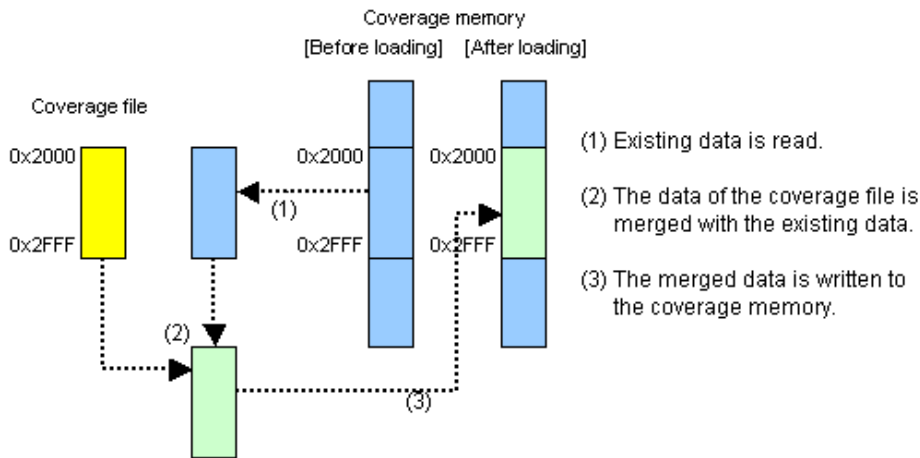 Coverage memory
[Before loading] [After loading]
Coverage file
0x2000
0x2000
0x2000
(1) Existing data is read.
(1)
(2) The data of the coverage file is
merged with the existing data.
0x2FFF
0x2FFF
0x2FFF
(3) The merged data is written to
the coverage memory.
(2)
(3)